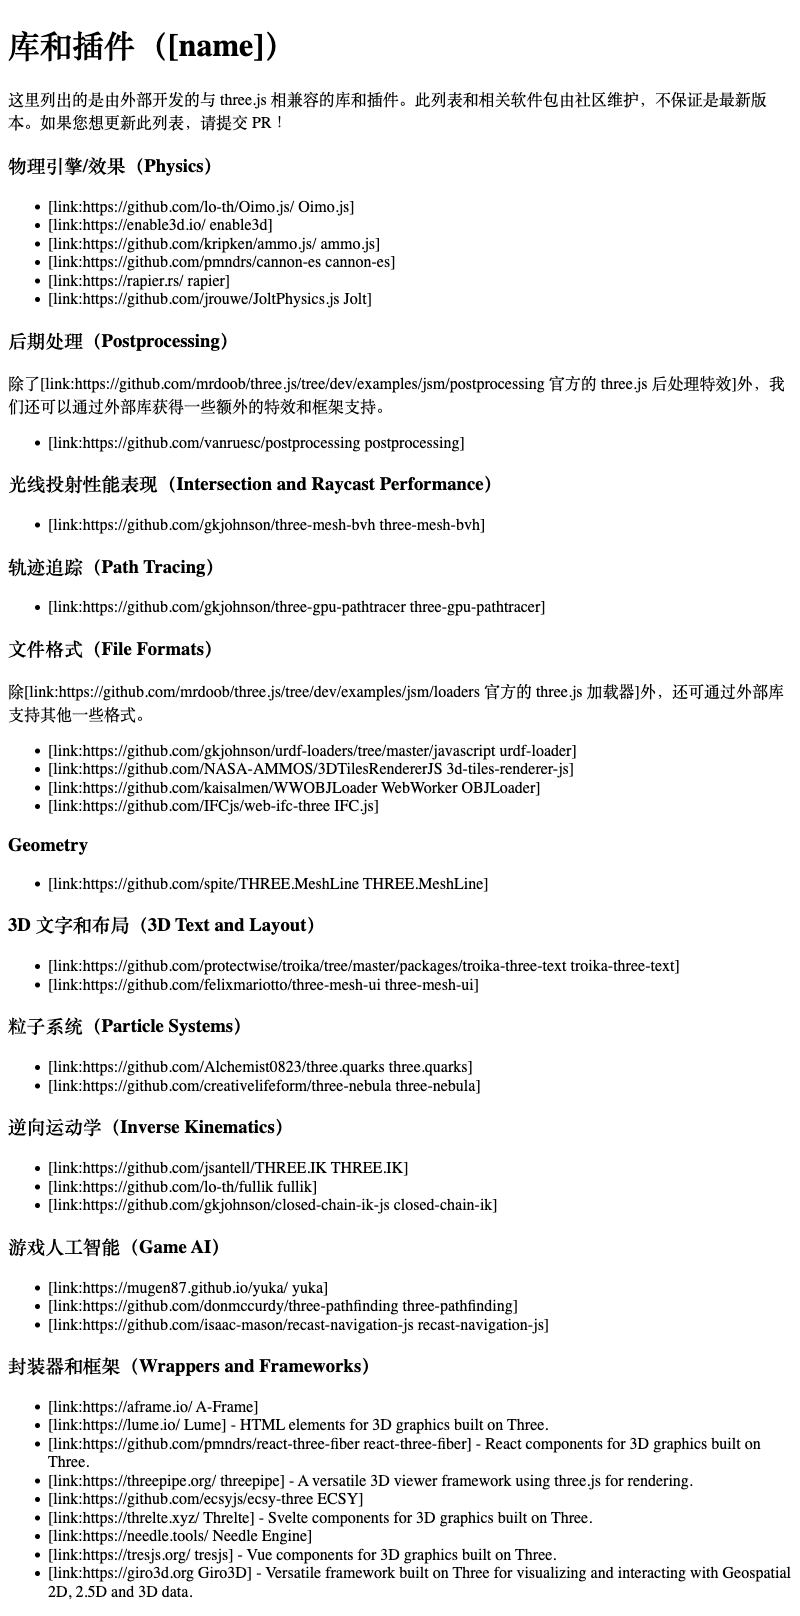 库和插件（[name]）
这里列出的是由外部开发的与 three.js 相兼容的库和插件。此列表和相关软件包由社区维护，不保证是最新版
本。如果您想更新此列表，请提交 PR！
物理引擎/效果（Physics）
• [link:https://github.com/lo-th/Oimo.js/ Oimo.js]
• [link:https://enable3d.io/ enable3d]
• [link:https://github.com/kripken/ammo.js/ ammo.js]
• [link:https://github.com/pmndrs/cannon-es cannon-es]
• [link:https://rapier.rs/ rapier]
• [link:https://github.com/jrouwe/JoltPhysics.js Jolt]
后期处理（Postprocessing）
除了[link:https://github.com/mrdoob/three.js/tree/dev/examples/jsm/postprocessing 官方的 three.js 后处理特效]外，我
们还可以通过外部库获得一些额外的特效和框架支持。
• [link:https://github.com/vanruesc/postprocessing postprocessing]
光线投射性能表现（Intersection and Raycast Performance）
• [link:https://github.com/gkjohnson/three-mesh-bvh three-mesh-bvh]
轨迹追踪（Path Tracing）
• [link:https://github.com/gkjohnson/three-gpu-pathtracer three-gpu-pathtracer]
文件格式（File Formats）
除[link:https://github.com/mrdoob/three.js/tree/dev/examples/jsm/loaders 官方的 three.js 加载器]外，还可通过外部库
支持其他一些格式。
• [link:https://github.com/gkjohnson/urdf-loaders/tree/master/javascript urdf-loader]
• [link:https://github.com/NASA-AMMOS/3DTilesRendererJS 3d-tiles-renderer-js]
• [link:https://github.com/kaisalmen/WWOBJLoader WebWorker OBJLoader]
• [link:https://github.com/IFCjs/web-ifc-three IFC.js]
Geometry
• [link:https://github.com/spite/THREE.MeshLine THREE.MeshLine]
3D 文字和布局（3D Text and Layout）
• [link:https://github.com/protectwise/troika/tree/master/packages/troika-three-text troika-three-text]
• [link:https://github.com/felixmariotto/three-mesh-ui three-mesh-ui]
粒子系统（Particle Systems）
• [link:https://github.com/Alchemist0823/three.quarks three.quarks]
• [link:https://github.com/creativelifeform/three-nebula three-nebula]
逆向运动学（Inverse Kinematics）
• [link:https://github.com/jsantell/THREE.IK THREE.IK]
• [link:https://github.com/lo-th/fullik fullik]
• [link:https://github.com/gkjohnson/closed-chain-ik-js closed-chain-ik]
游戏人工智能（Game AI）
• [link:https://mugen87.github.io/yuka/ yuka]
• [link:https://github.com/donmccurdy/three-pathfinding three-pathfinding]
• [link:https://github.com/isaac-mason/recast-navigation-js recast-navigation-js]
封装器和框架（Wrappers and Frameworks）
• [link:https://aframe.io/ A-Frame]
• [link:https://lume.io/ Lume] - HTML elements for 3D graphics built on Three.
• [link:https://github.com/pmndrs/react-three-fiber react-three-fiber] - React components for 3D graphics built on
Three.
• [link:https://threepipe.org/ threepipe] - A versatile 3D viewer framework using three.js for rendering.
• [link:https://github.com/ecsyjs/ecsy-three ECSY]
• [link:https://threlte.xyz/ Threlte] - Svelte components for 3D graphics built on Three.
• [link:https://needle.tools/ Needle Engine]
• [link:https://tresjs.org/ tresjs] - Vue components for 3D graphics built on Three.
• [link:https://giro3d.org Giro3D] - Versatile framework built on Three for visualizing and interacting with Geospatial
2D, 2.5D and 3D data.